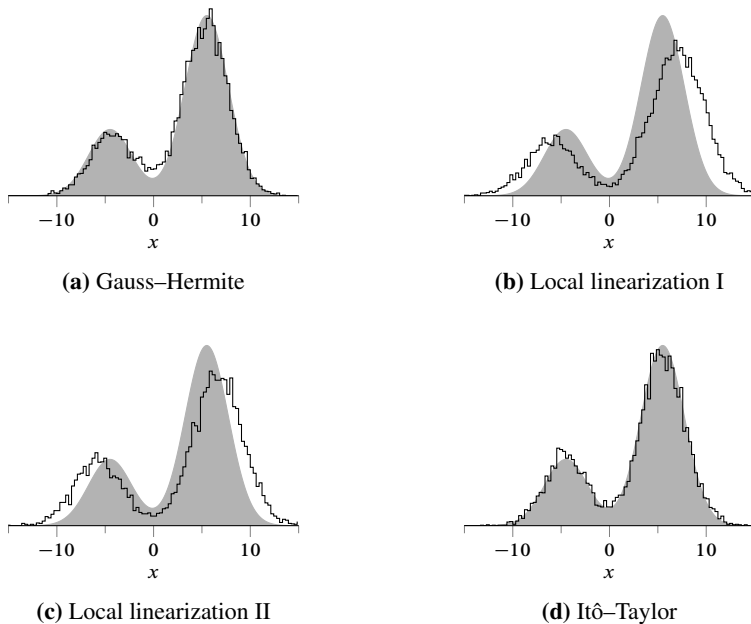 −10 0 10
x
(a) Gauss–Hermite
−10 0 10
x
(b) Local linearization I
−10 0 10
x
(c) Local linearization II
−10 0 10
x
(d) Itô–Taylor